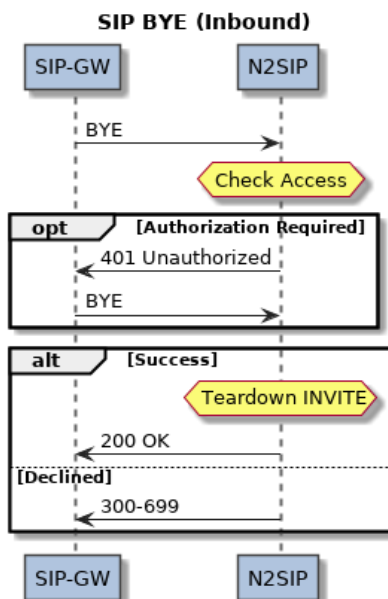 SIP BYE (Inbound)
SIP-GW N2SIP
BYE
Check Access
opt [Authorization Required]
401 Unauthorized
BYE
alt [Success]
Teardown INVITE
200 OK
[Declined]
300-699
SIP-GW N2SIP